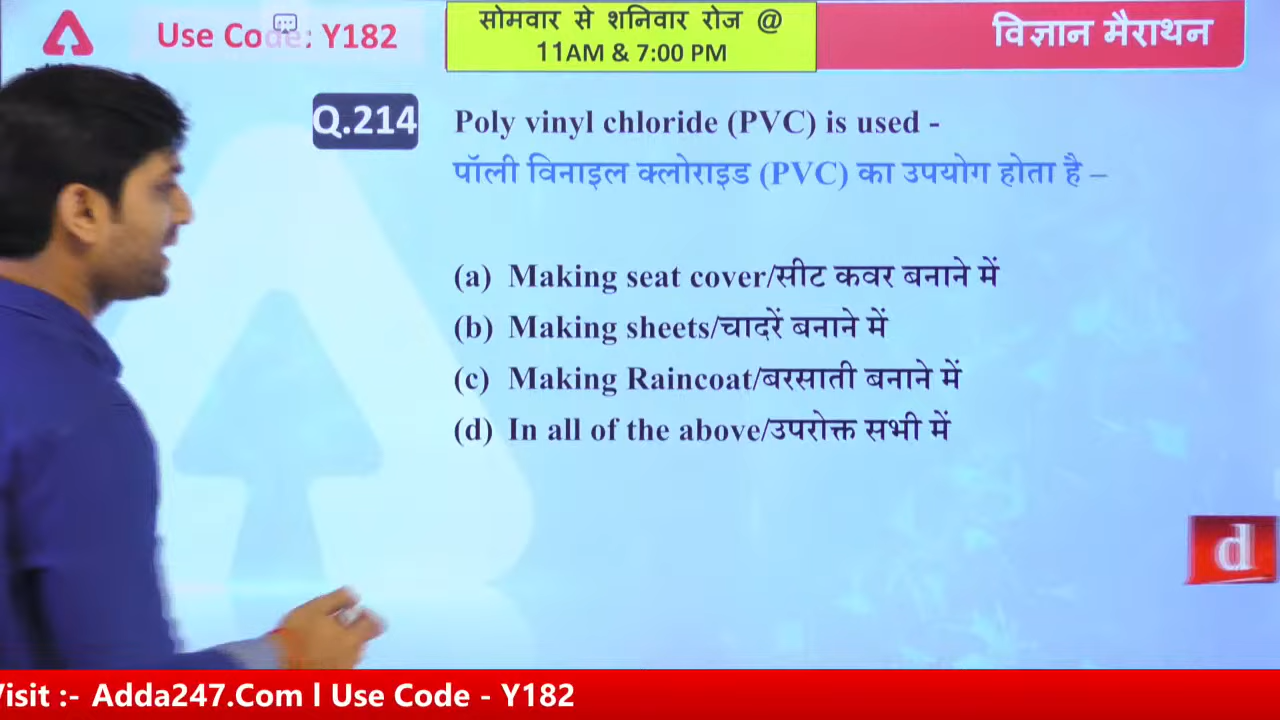 Use Code: Y182
सोमवार से शनिवार रोज @
11AM & 7:00 PM
विज्ञान मैराथन
Q.214 Poly vinyl chloride (PVC) is used -
पॉली विनाइल क्लोराइड (PVC) का उपयोग होता है –
(a) Making seat cover/सीट कवर बनाने में
(b) Making sheets/चादरें बनाने में
(c) Making Raincoat/बरसाती बनाने में
(d) In all of the above/उपरोक्त सभी में
d
Visit :- Adda247.Com l Use Code - Y182